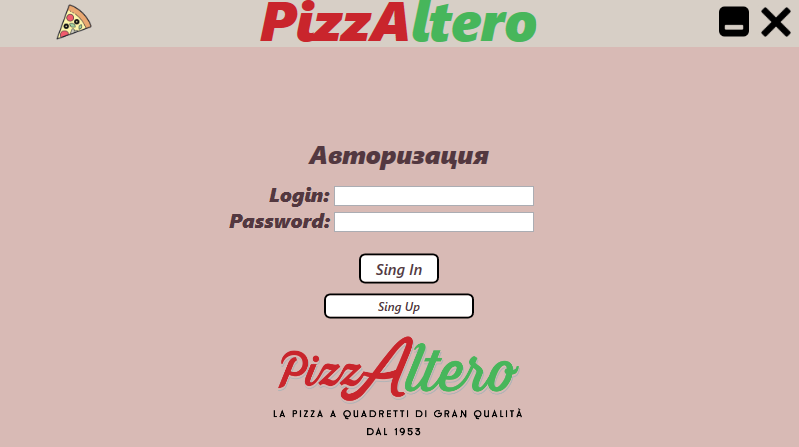 PizzAltero
Авторизация
Login:
Password:
Sing In
Sing Up
PizzAltero
LA PIZZA A QUADRETTI DI GRAN QUALITÀ
DAL 1953